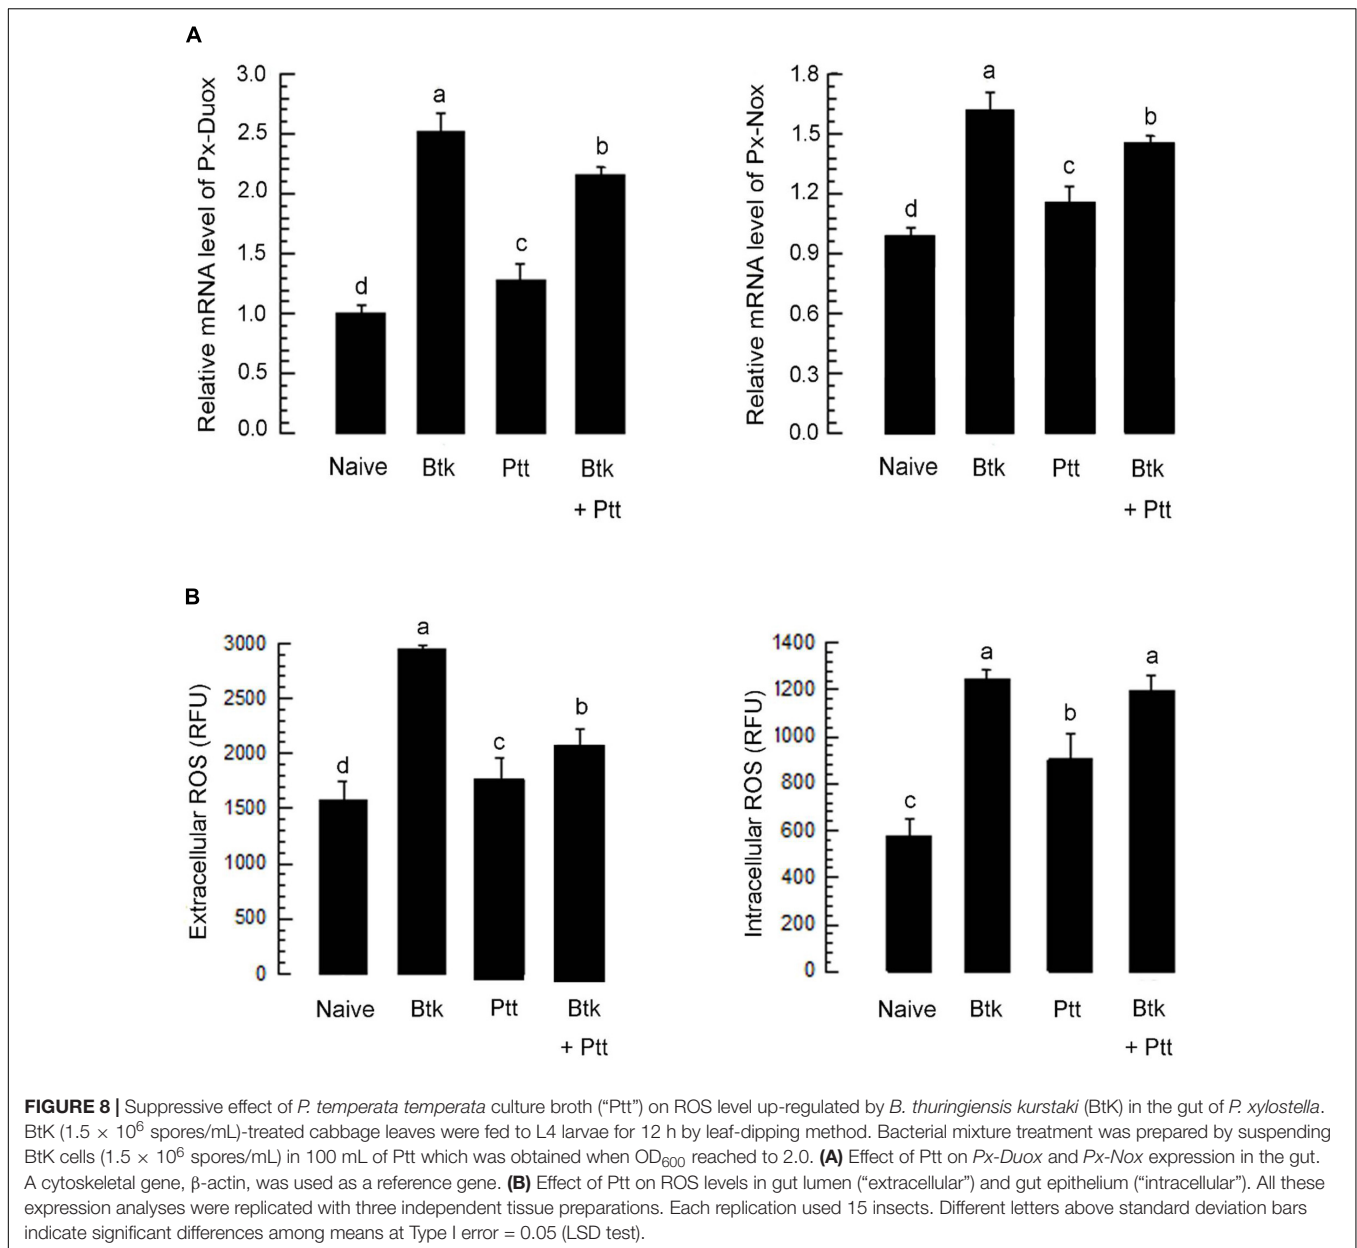 A
Relative mRNA level of Px-Duox
3.0
2.5
2.0
1.5
1.0
0.5
0.0
d
a
c
b
Naive
Btk
Ptt
Btk
+ Ptt
Relative mRNA level of Px-Nox
1.8
1.5
1.2
0.9
0.6
0.3
0.0
d
a
c
b
Naive
Btk
Ptt
Btk
+ Ptt
B
Extracellular ROS (RFU)
3000
2500
2000
1500
1000
500
0
d
a
c
b
Naive
Btk
Ptt
Btk
+ Ptt
Intracellular ROS (RFU)
1400
1200
1000
800
600
400
200
0
c
a
b
a
Naive
Btk
Ptt
Btk
+ Ptt
FIGURE 8 | Suppressive effect of P. temperata temperata culture broth (“Ptt”) on ROS level up-regulated by B. thuringiensis kurstaki (BtK) in the gut of P. xylostella.
BtK (1.5 × 10⁶ spores/mL)-treated cabbage leaves were fed to L4 larvae for 12 h by leaf-dipping method. Bacterial mixture treatment was prepared by suspending
BtK cells (1.5 × 10⁶ spores/mL) in 100 mL of Ptt which was obtained when OD₆₀₀ reached to 2.0. (A) Effect of Ptt on Px-Duox and Px-Nox expression in the gut.
A cytoskeletal gene, β-actin, was used as a reference gene. (B) Effect of Ptt on ROS levels in gut lumen (“extracellular”) and gut epithelium (“intracellular”). All these
expression analyses were replicated with three independent tissue preparations. Each replication used 15 insects. Different letters above standard deviation bars
indicate significant differences among means at Type I error = 0.05 (LSD test).